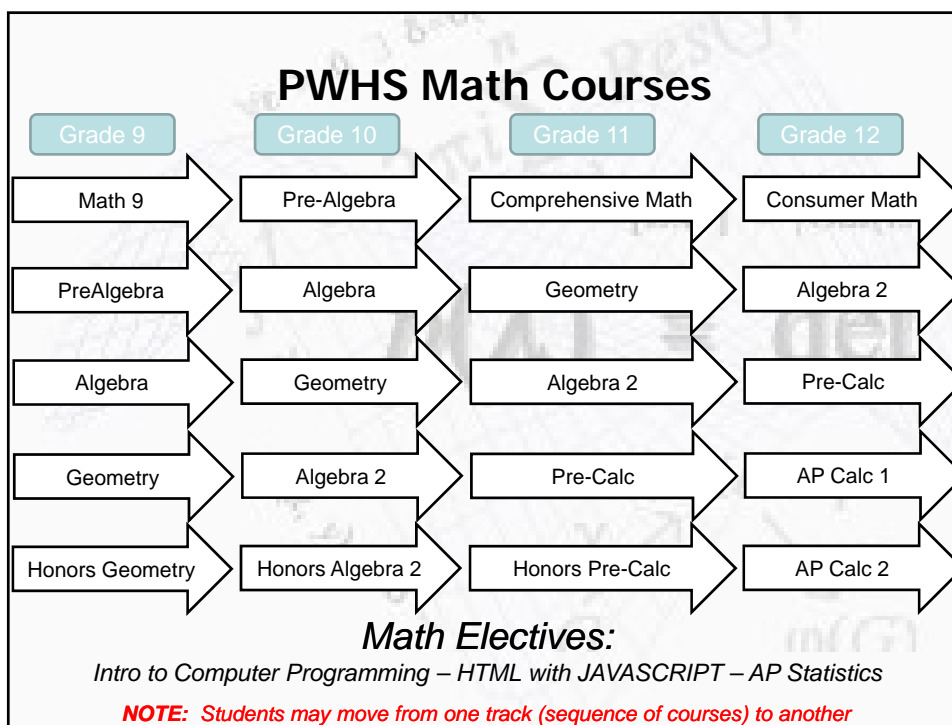 PWHS Math Courses
Grade 9 Grade 10 Grade 11 Grade 12
Math 9 Pre-Algebra Comprehensive Math Consumer Math
PreAlgebra Algebra Geometry Algebra 2
Algebra Geometry Algebra 2 Pre-Calc
Geometry Algebra 2 Pre-Calc AP Calc 1
Honors Geometry Honors Algebra 2 Honors Pre-Calc AP Calc 2
Math Electives:
Intro to Computer Programming – HTML with JAVASCRIPT – AP Statistics
NOTE: Students may move from one track (sequence of courses) to another